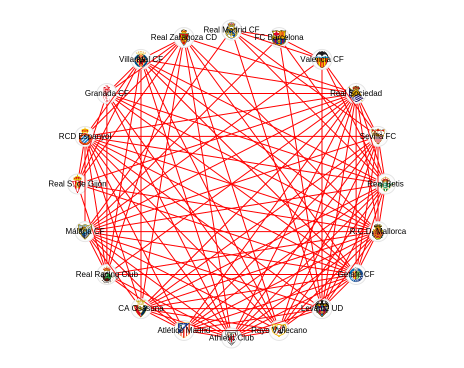 Real Madrid CF
Real Zaragoza CD
FC Barcelona
Villarreal CF
Valencia CF
Granada CF
Real Sociedad
RCD Espanyol
Sevilla FC
Real Sp. de Gijón
Real Betis
Málaga CF
R.C.D. Mallorca
Real Racing Club
Getafe CF
CA Osasuna
Levante UD
Atlético Madrid
Rayo Vallecano
Athletic Club